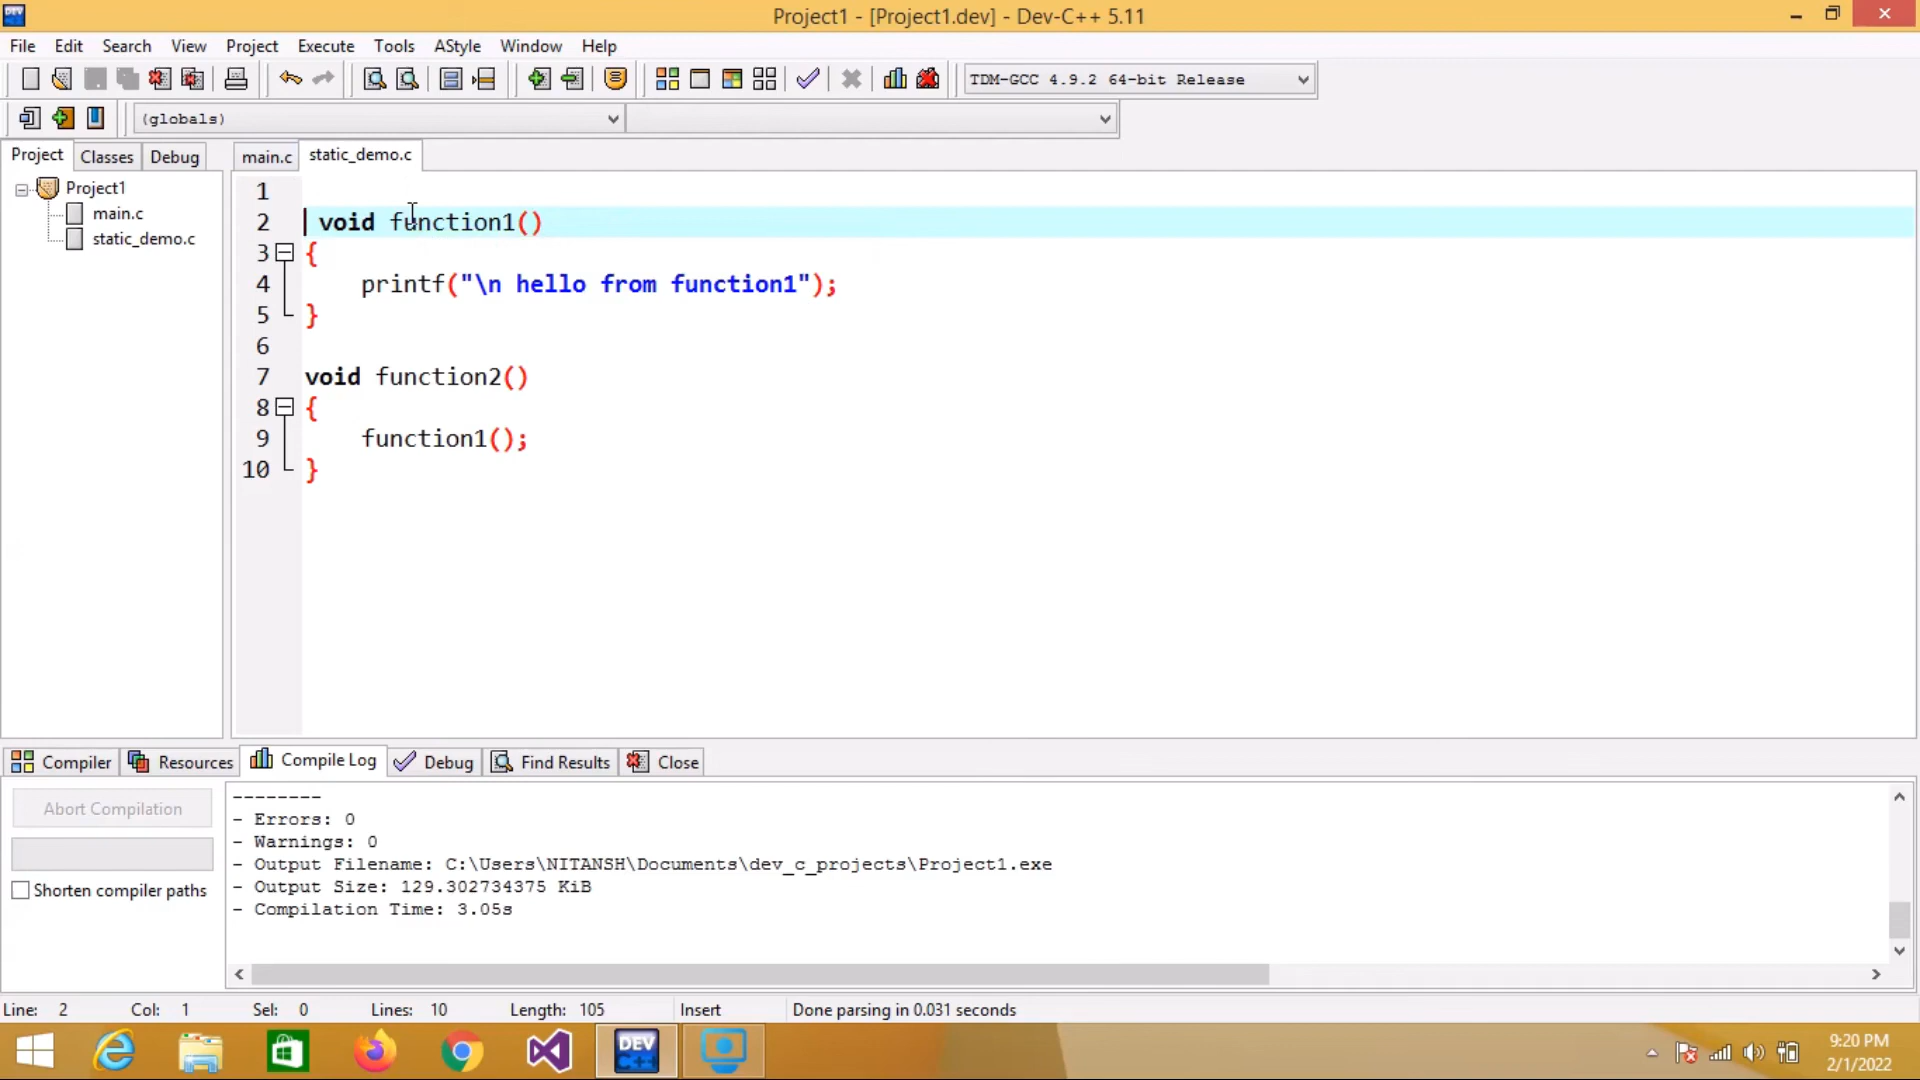 Project1 - [Project1.dev] - Dev-C++ 5.11
File Edit Search View Project Execute Tools AStyle Window Help
TDM-GCC 4.9.2 64-bit Release
(globals)
Project Classes Debug main.c static_demo.c
Project1
main.c
static_demo.c
1
2 void function1()
3 {
4 printf("\n hello from function1");
5 }
6
7 void function2()
8 {
9 function1();
10 }
Compiler Resources Compile Log Debug Find Results Close
Abort Compilation
Shorten compiler paths
--------
- Errors: 0
- Warnings: 0
- Output Filename: C:\Users\NITANSH\Documents\dev_c_projects\Project1.exe
- Output Size: 129.302734375 KiB
- Compilation Time: 3.05s
Line: 2 Col: 1 Sel: 0 Lines: 10 Length: 105 Insert Done parsing in 0.031 seconds
DEV
C++
9:20 PM
2/1/2022